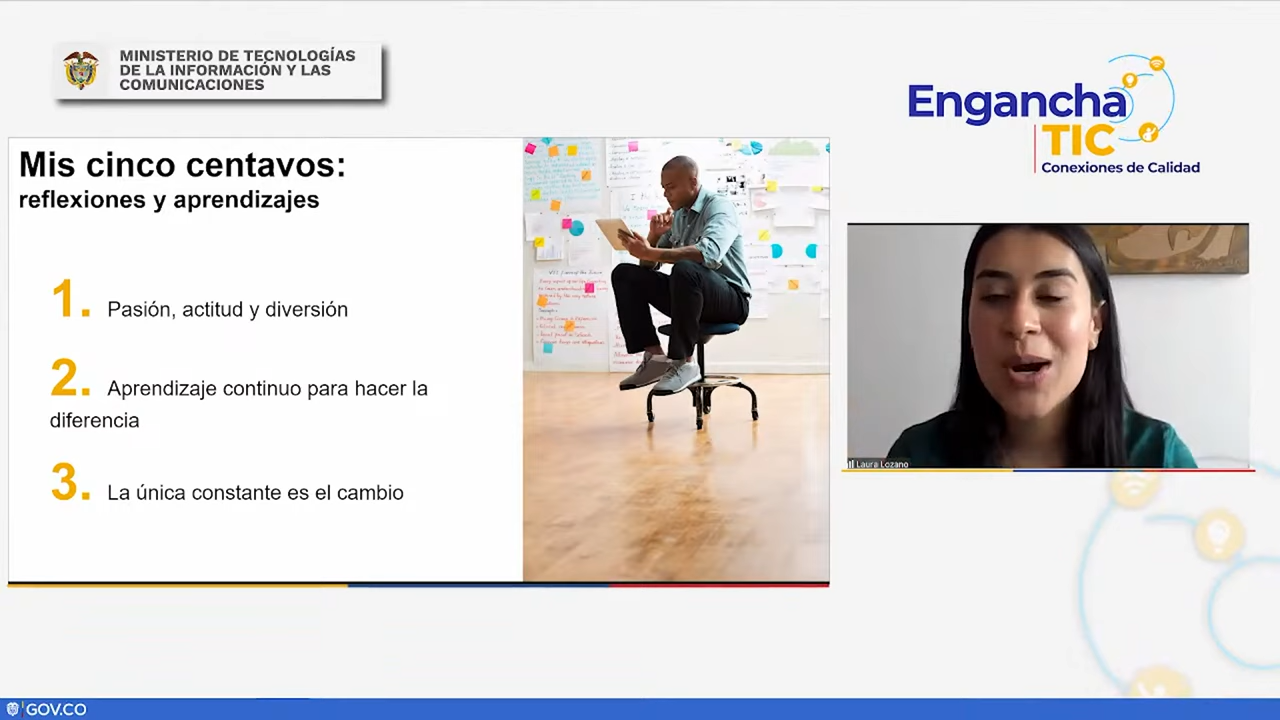 MINISTERIO DE TECNOLOGÍAS
DE LA INFORMACIÓN Y LAS
COMUNICACIONES
Engancha
TIC
Conexiones de Calidad
Mis cinco centavos:
reflexiones y aprendizajes
1. Pasión, actitud y diversión
2. Aprendizaje continuo para hacer la
diferencia
3. La única constante es el cambio
Laura Lozano
GOV.CO